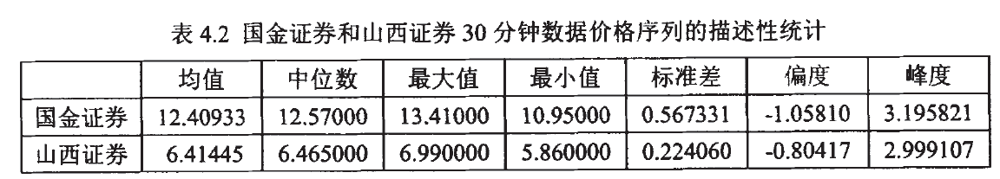 表 4.2 国金证券和山西证券 30 分钟数据价格序列的描述性统计
均值 中位数 最大值 最小值 标准差 偏度 峰度
国金证券 12.40933 12.57000 13.41000 10.95000 0.567331 -1.05810 3.195821
山西证券 6.41445 6.465000 6.990000 5.860000 0.224060 -0.80417 2.999107